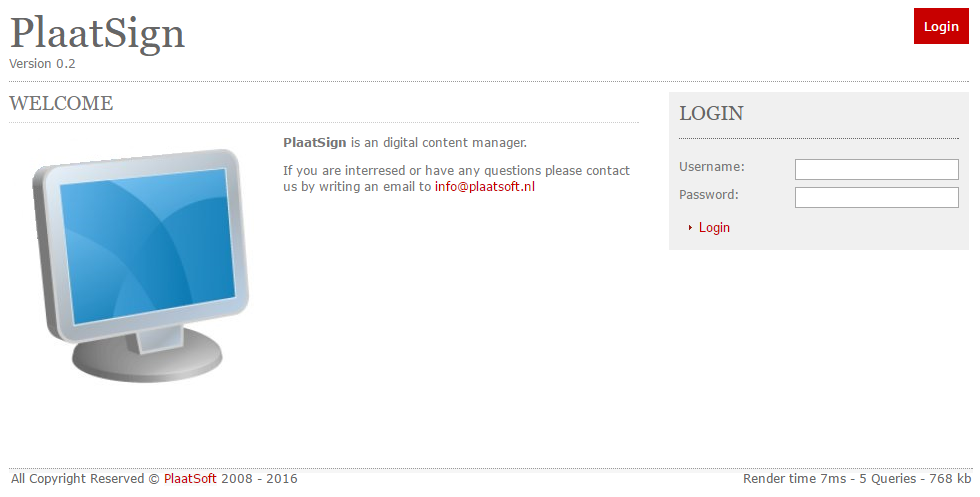 PlaatSign
Version 0.2
Login
WELCOME
PlaatSign is an digital content manager.
If you are interresed or have any questions please contact
us by writing an email to info@plaatsoft.nl
LOGIN
Username:
Password:
Login
All Copyright Reserved © PlaatSoft 2008 - 2016
Render time 7ms - 5 Queries - 768 kb